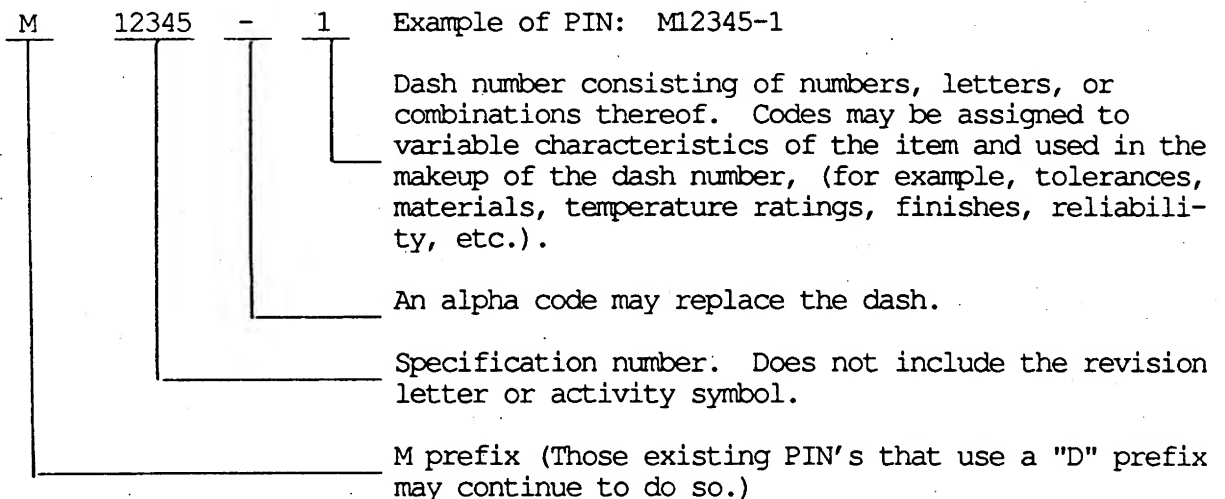 M 12345 - 1 Example of PIN: M12345-1
Dash number consisting of numbers, letters, or
combinations thereof. Codes may be assigned to
variable characteristics of the item and used in the
makeup of the dash number, (for example, tolerances,
materials, temperature ratings, finishes, reliabili-
ty, etc.).
An alpha code may replace the dash.
Specification number. Does not include the revision
letter or activity symbol.
M prefix (Those existing PIN's that use a "D" prefix
may continue to do so.)